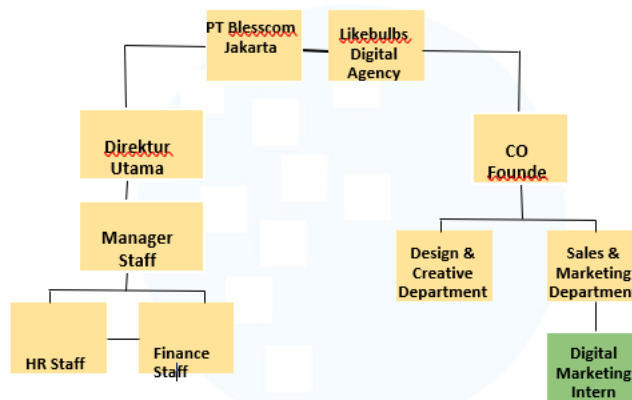 PT Blesscom
Jakarta
Likebulbs
Digital
Agency
Direktur
Utama
CO
Founde
Manager
Staff
Design &
Creative
Department
Sales &
Marketing
Department
HR Staff
Finance
Staff
Digital
Marketing
Intern